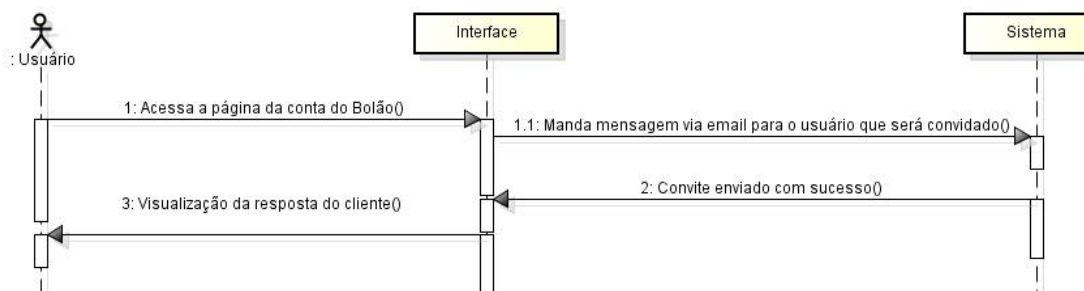 Interface
Sistema
: Usuário
1: Acessa a página da conta do Bolão()
1.1: Manda mensagem via email para o usuário que será convidado()
2: Convite enviado com sucesso()
3: Visualização da resposta do cliente()